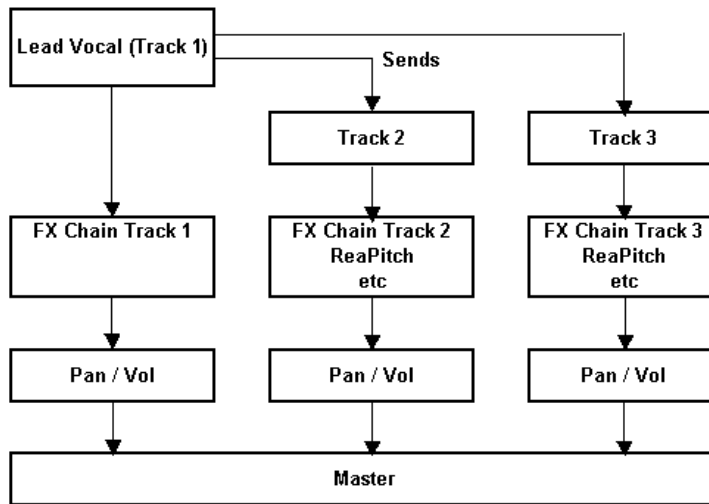 Lead Vocal (Track 1)
Sends
Track 2
Track 3
FX Chain Track 1
FX Chain Track 2
ReaPitch
etc
FX Chain Track 3
ReaPitch
etc
Pan / Vol
Pan / Vol
Pan / Vol
Master